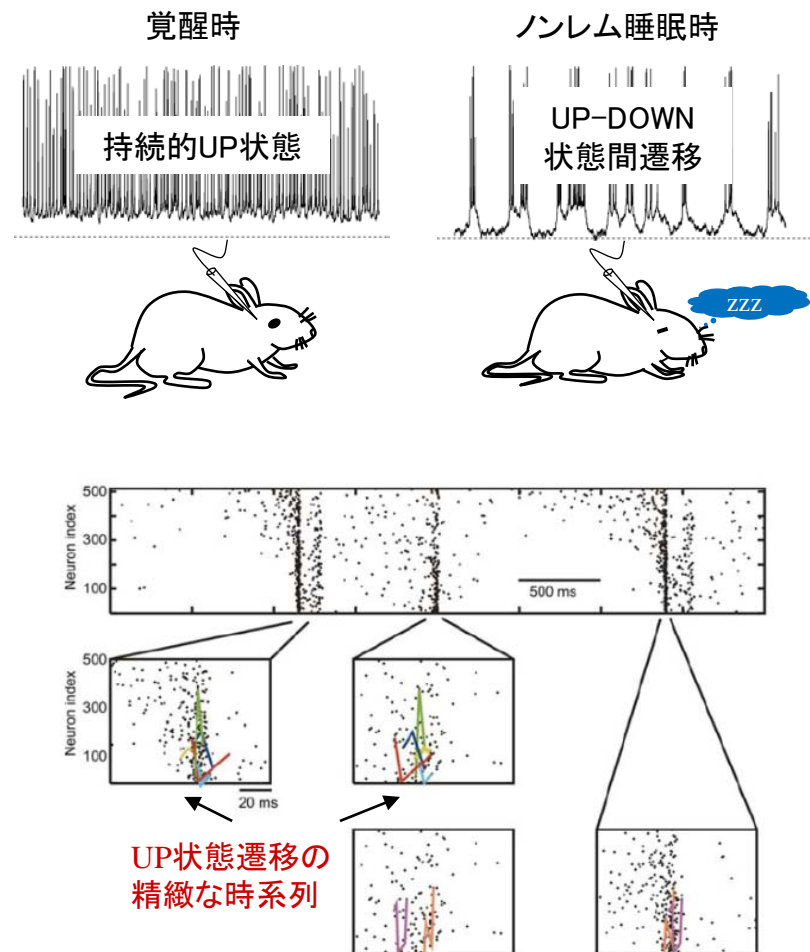 覚醒時
ノンレム睡眠時
持続的UP状態
UP-DOWN
状態間遷移
zzz
Neuron index
500
300
100
500 ms
Neuron index
500
300
100
20 ms
UP状態遷移の
精緻な時系列